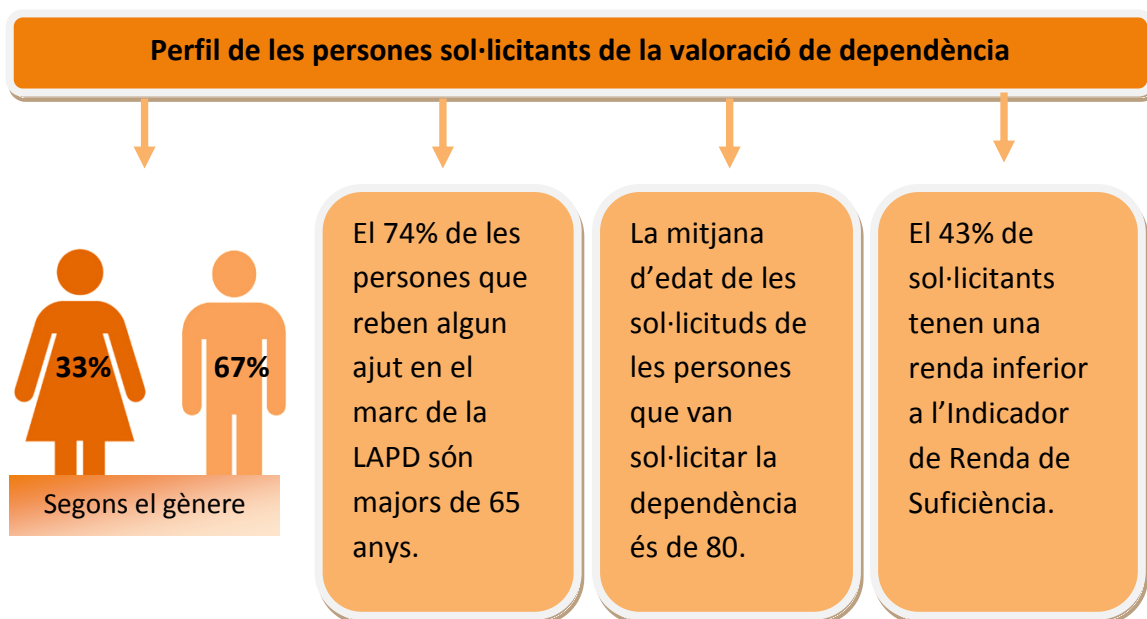 Perfil de les persones sol·licitants de la valoració de dependència
33%
67%
Segons el gènere
El 74% de les
persones que
reben algun
ajut en el
marc de la
LAPD són
majors de 65
anys.
La mitjana
d’edat de les
sol·licituds de
les persones
que van
sol·licitar la
dependència
és de 80.
El 43% de
sol·licitants
tenen una
renda inferior
a l’Indicador
de Renda de
Suficiència.